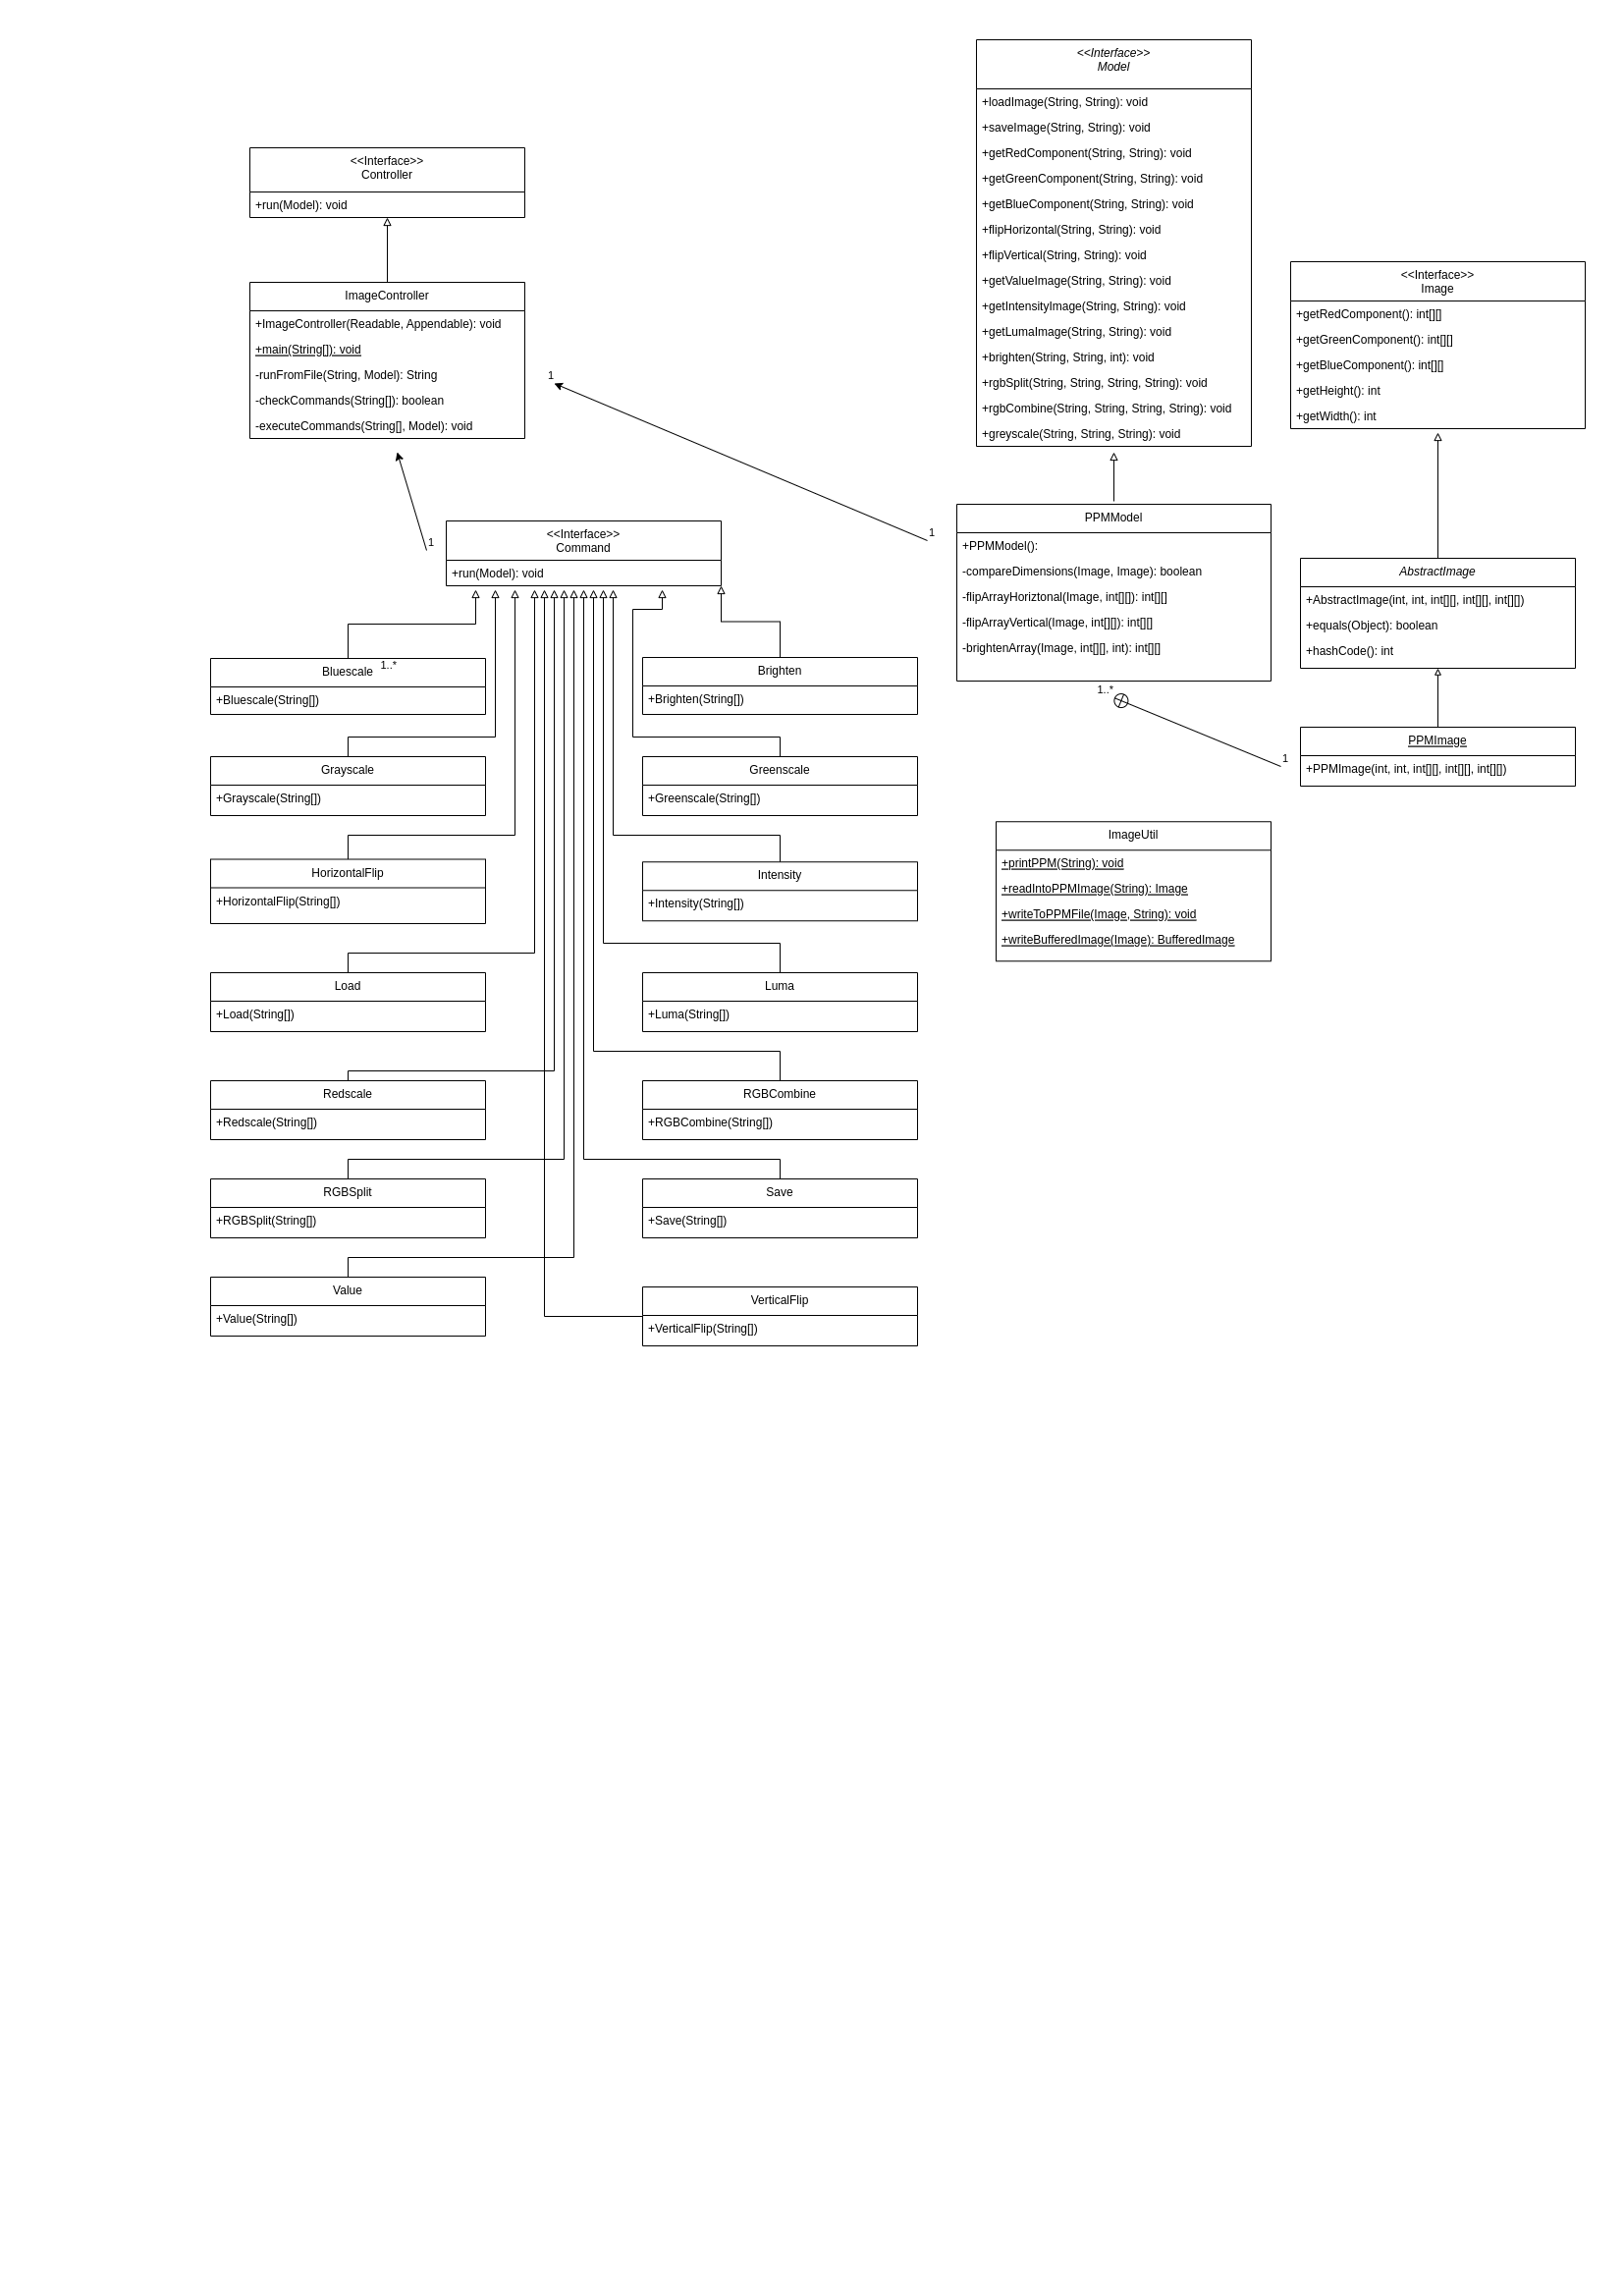 <<Interface>>
Model
+loadImage(String, String): void
+saveImage(String, String): void
+getRedComponent(String, String): void
+getGreenComponent(String, String): void
+getBlueComponent(String, String): void
+flipHorizontal(String, String): void
+flipVertical(String, String): void
+getValueImage(String, String): void
+getIntensityImage(String, String): void
+getLumaImage(String, String): void
+brighten(String, String, int): void
+rgbSplit(String, String, String, String): void
+rgbCombine(String, String, String, String): void
+greyscale(String, String, String): void
<<Interface>>
Controller
+run(Model): void
ImageController
+ImageController(Readable, Appendable): void
+main(String[]): void
-runFromFile(String, Model): String
-checkCommands(String[]): boolean
-executeCommands(String[], Model): void
<<Interface>>
Image
+getRedComponent(): int[][]
+getGreenComponent(): int[][]
+getBlueComponent(): int[][]
+getHeight(): int
+getWidth(): int
1
1
1
<<Interface>>
Command
+run(Model): void
PPMModel
+PPMModel():
-compareDimensions(Image, Image): boolean
-flipArrayHoriztonal(Image, int[][]): int[][]
-flipArrayVertical(Image, int[][]): int[][]
-brightenArray(Image, int[][], int): int[][]
AbstractImage
+AbstractImage(int, int, int[][], int[][], int[][])
+equals(Object): boolean
+hashCode(): int
1..*
1
PPMImage
+PPMImage(int, int, int[][], int[][], int[][])
Bluescale
1..*
+Bluescale(String[])
Brighten
+Brighten(String[])
Grayscale
+Grayscale(String[])
Greenscale
+Greenscale(String[])
ImageUtil
+printPPM(String): void
+readIntoPPMImage(String): Image
+writeToPPMFile(Image, String): void
+writeBufferedImage(Image): BufferedImage
HorizontalFlip
+HorizontalFlip(String[])
Intensity
+Intensity(String[])
Load
+Load(String[])
Luma
+Luma(String[])
Redscale
+Redscale(String[])
RGBCombine
+RGBCombine(String[])
RGBSplit
+RGBSplit(String[])
Save
+Save(String[])
Value
+Value(String[])
VerticalFlip
+VerticalFlip(String[])